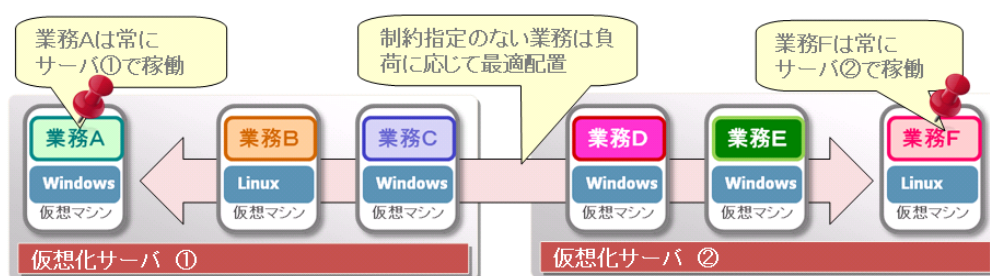 業務Aは常に
サーバ①で稼働
制約指定のない業務は負
荷に応じて最適配置
業務Fは常に
サーバ②で稼働
業務A
業務B
業務C
業務D
業務E
業務F
Windows
Linux
Windows
Windows
Windows
Linux
仮想マシン
仮想マシン
仮想マシン
仮想マシン
仮想マシン
仮想マシン
仮想化サーバ ①
仮想化サーバ ②